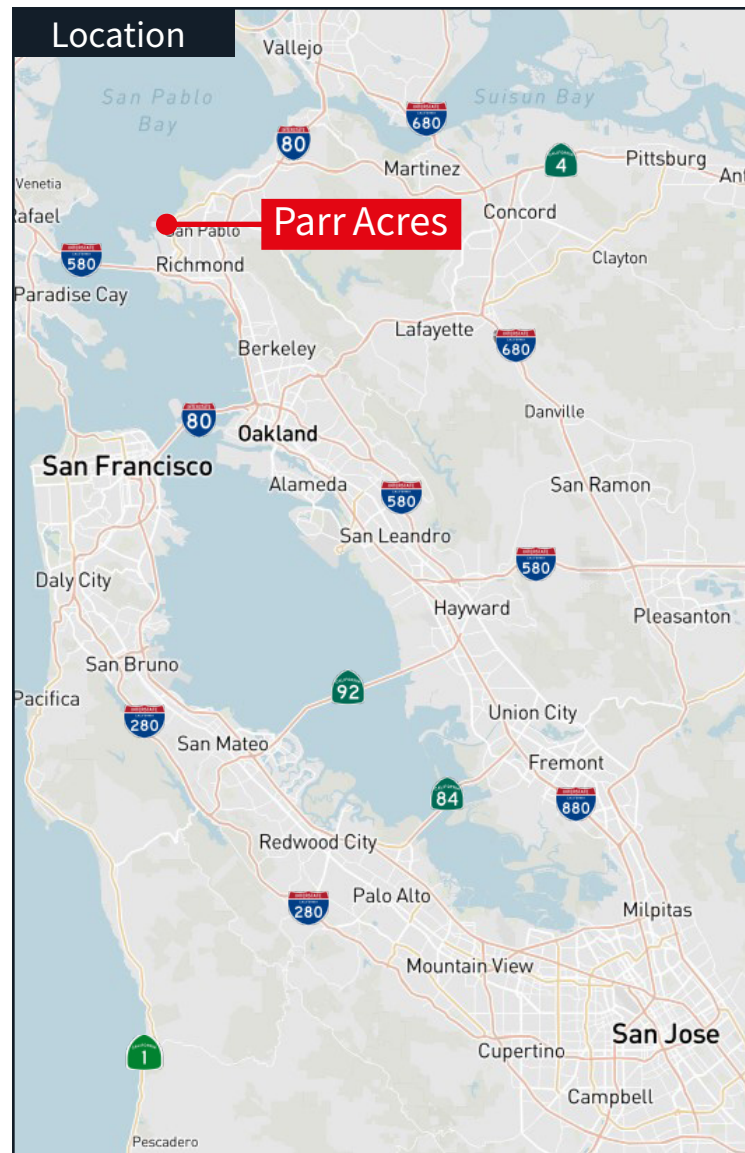 Location
Vallejo
San Pablo
Bay
Suisun Bay
680
80
Martinez
4
Pittsburg
Ant
Venetia
Rafael
Parr Acres
San Pablo
Concord
580
Richmond
Clayton
Paradise Cay
Lafayette
680
Berkeley
Danville
80
Oakland
San Francisco
Alameda
580
San Ramon
San Leandro
580
Daly City
Hayward
Pleasanton
San Bruno
92
Pacifica
280
San Mateo
Union City
Fremont
84
880
Redwood City
Palo Alto
280
Milpitas
Mountain View
San Jose
Cupertino
1
Campbell
Pescadero